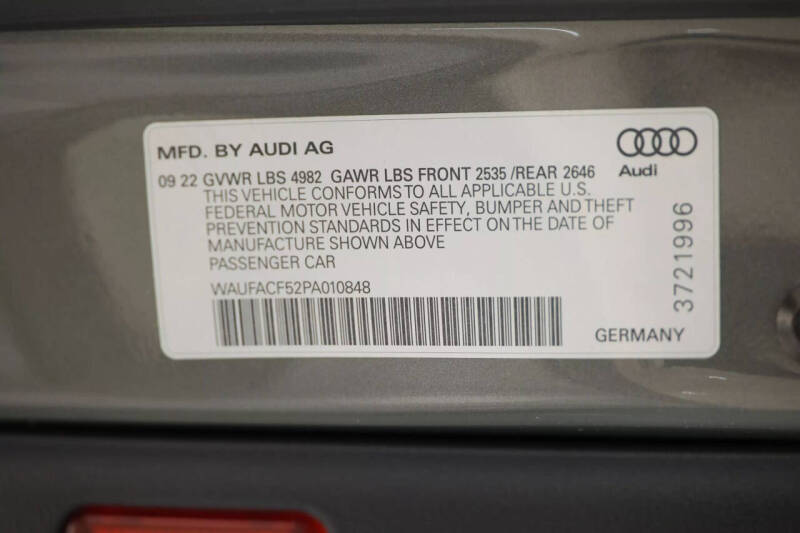 MFD. BY AUDI AG
Audi
09 22 GVWR LBS 4982 GAWR LBS FRONT 2535 /REAR 2646
THIS VEHICLE CONFORMS TO ALL APPLICABLE U.S.
FEDERAL MOTOR VEHICLE SAFETY, BUMPER AND THEFT
PREVENTION STANDARDS IN EFFECT ON THE DATE OF
MANUFACTURE SHOWN ABOVE
PASSENGER CAR
WAUFACF52PA010848
GERMANY
3721996